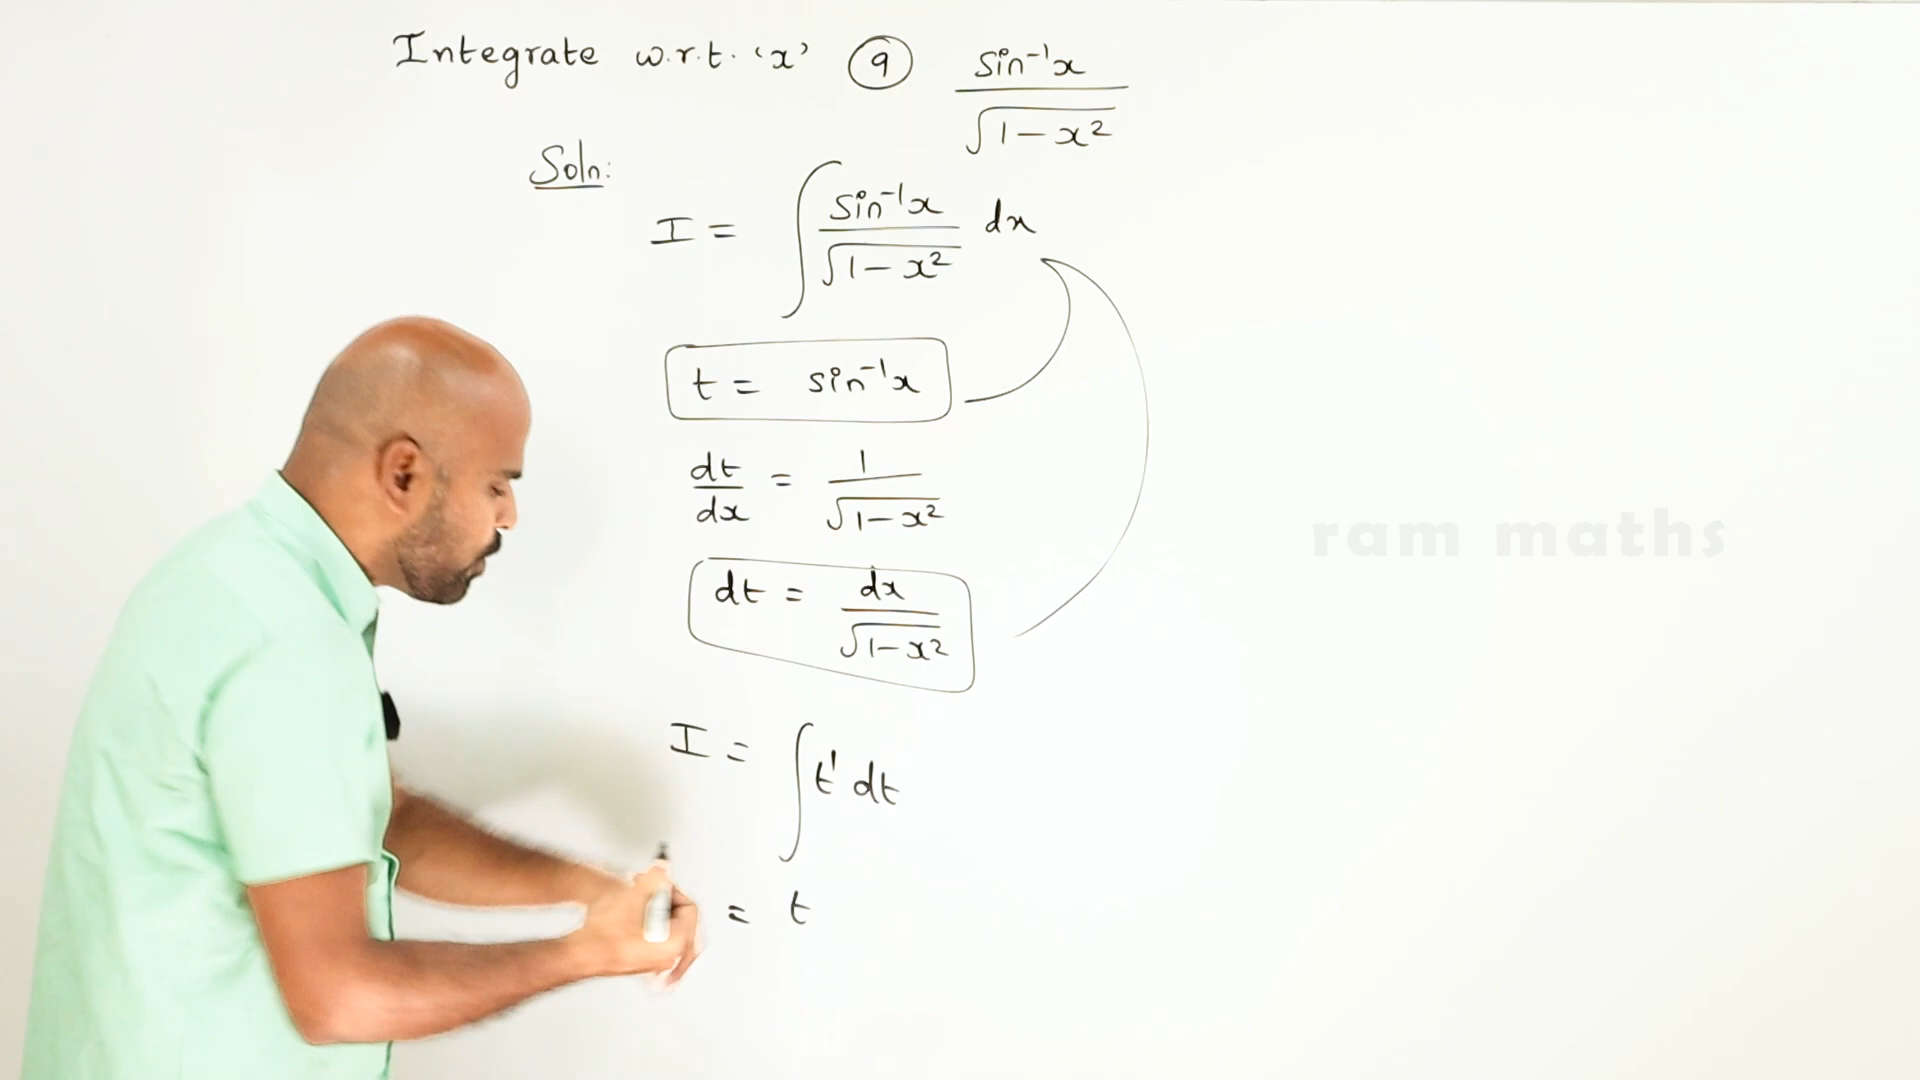 Integrate w.r.t. 'x' ⑨ sin⁻¹x / √(1-x²)
Soln:
I = ∫ sin⁻¹x / √(1-x²) dx
t = sin⁻¹x
dt/dx = 1/√(1-x²)
dt = dx/√(1-x²)
ram maths
I = ∫ t¹ dt
= t